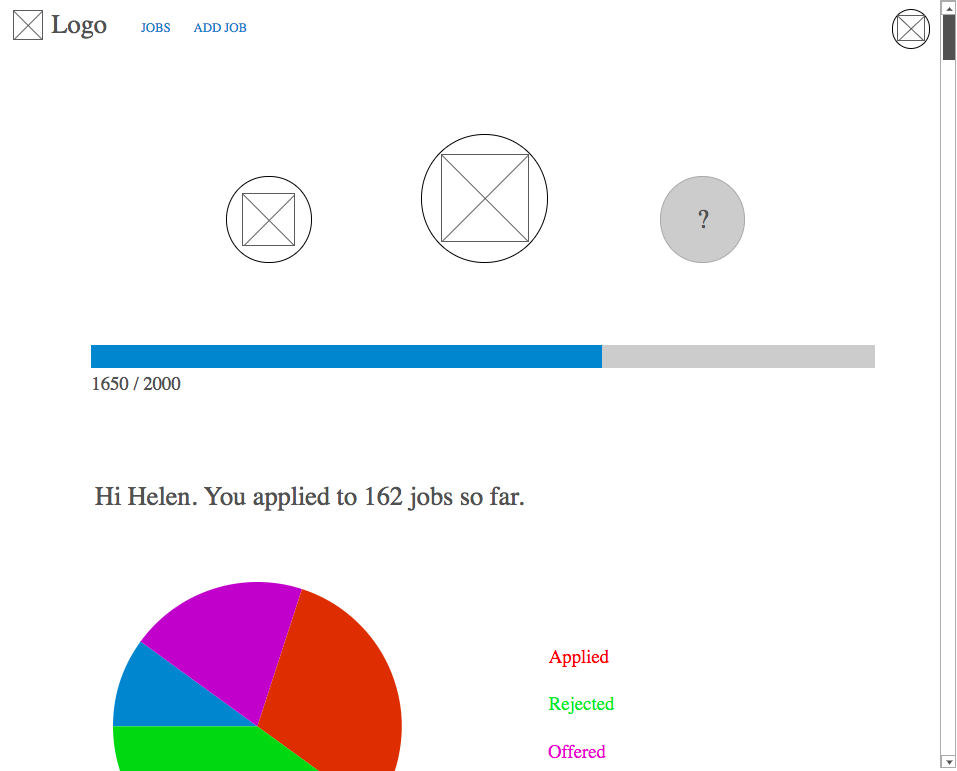 Logo JOBS ADD JOB
?
1650 / 2000
Hi Helen. You applied to 162 jobs so far.
Applied
Rejected
Offered